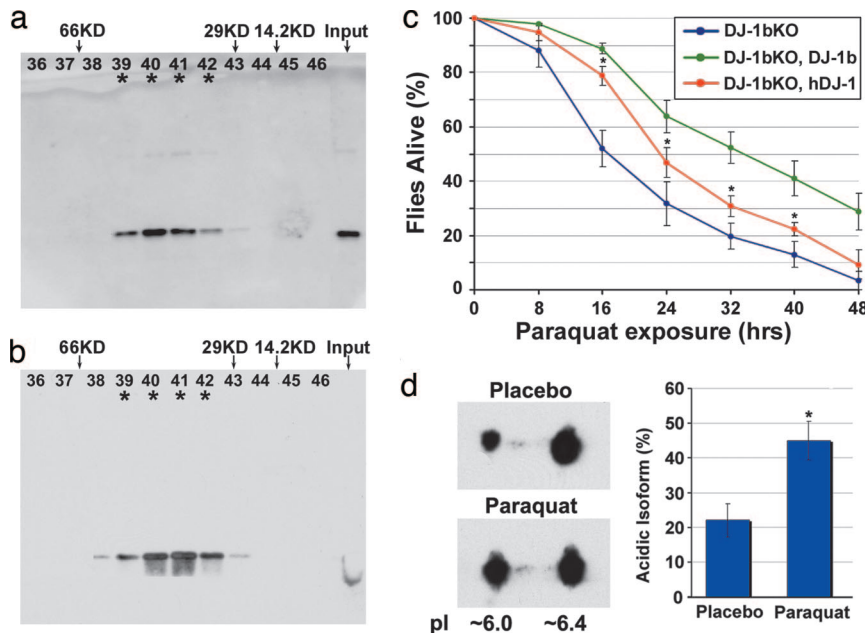 a
66KD 29KD 14.2KD Input
36 37 38 39 40 41 42 43 44 45 46
* * * *
b
66KD 29KD 14.2KD Input
36 37 38 39 40 41 42 43 44 45 46
* * * *
c
Flies Alive (%)
100
80
60
40
20
0
DJ-1bKO
DJ-1bKO, DJ-1b
DJ-1bKO, hDJ-1
*
*
*
*
0 8 16 24 32 40 48
Paraquat exposure (hrs)
d
Placebo
Paraquat
pI ~6.0 ~6.4
Acidic Isoform (%)
60
50
40
30
20
10
0
*
Placebo Paraquat